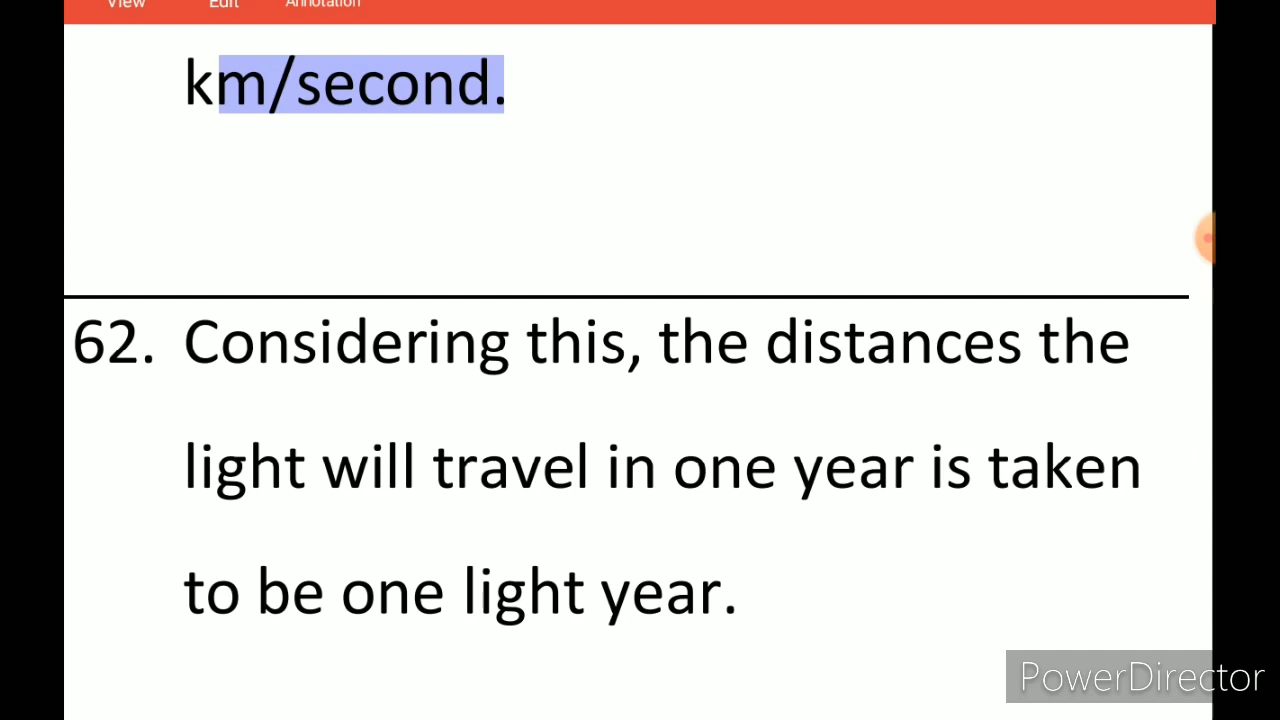 View Edit Annotation
km/second.
62. Considering this, the distances the
light will travel in one year is taken
to be one light year.
PowerDirector